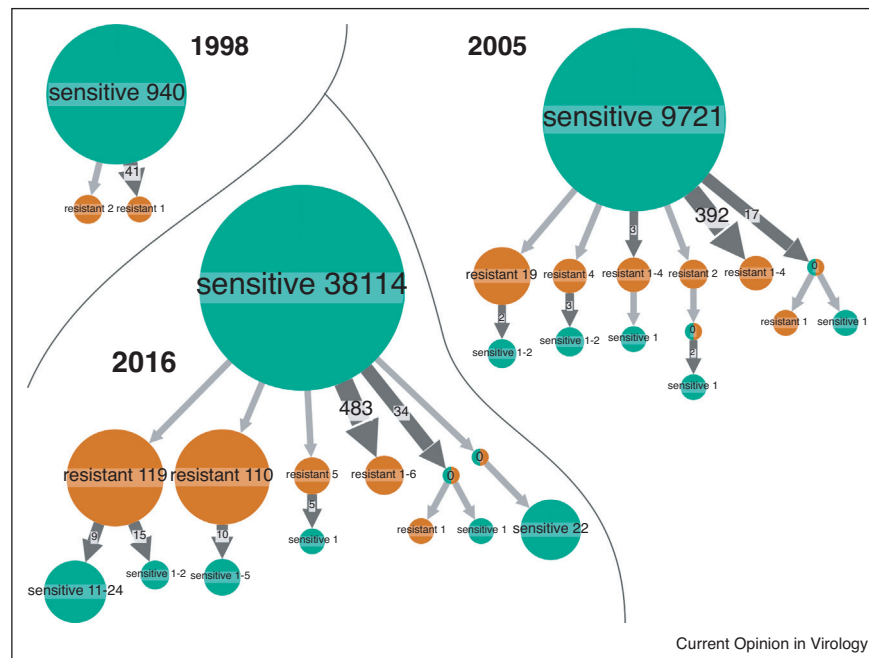 1998
sensitive 940
41
resistant 2
resistant 1
2005
sensitive 9721
3
392
17
resistant 19
resistant 4
resistant 1-4
resistant 2
resistant 1-4
0
2
3
0
resistant 1
sensitive 1
sensitive 1-2
sensitive 1-2
sensitive 1
2
sensitive 1
2016
sensitive 38114
483
34
0
resistant 119
resistant 110
resistant 5
resistant 1-6
0
9
15
10
5
resistant 1
sensitive 1
sensitive 22
sensitive 11-24
sensitive 1-2
sensitive 1-5
sensitive 1
Current Opinion in Virology